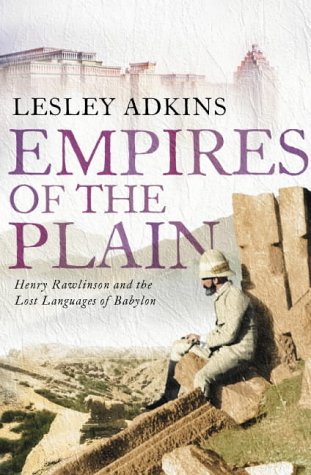 LESLEY ADKINS
EMPIRES
OF THE
PLAIN
Henry Rawlinson and the
Lost Languages of Babylon